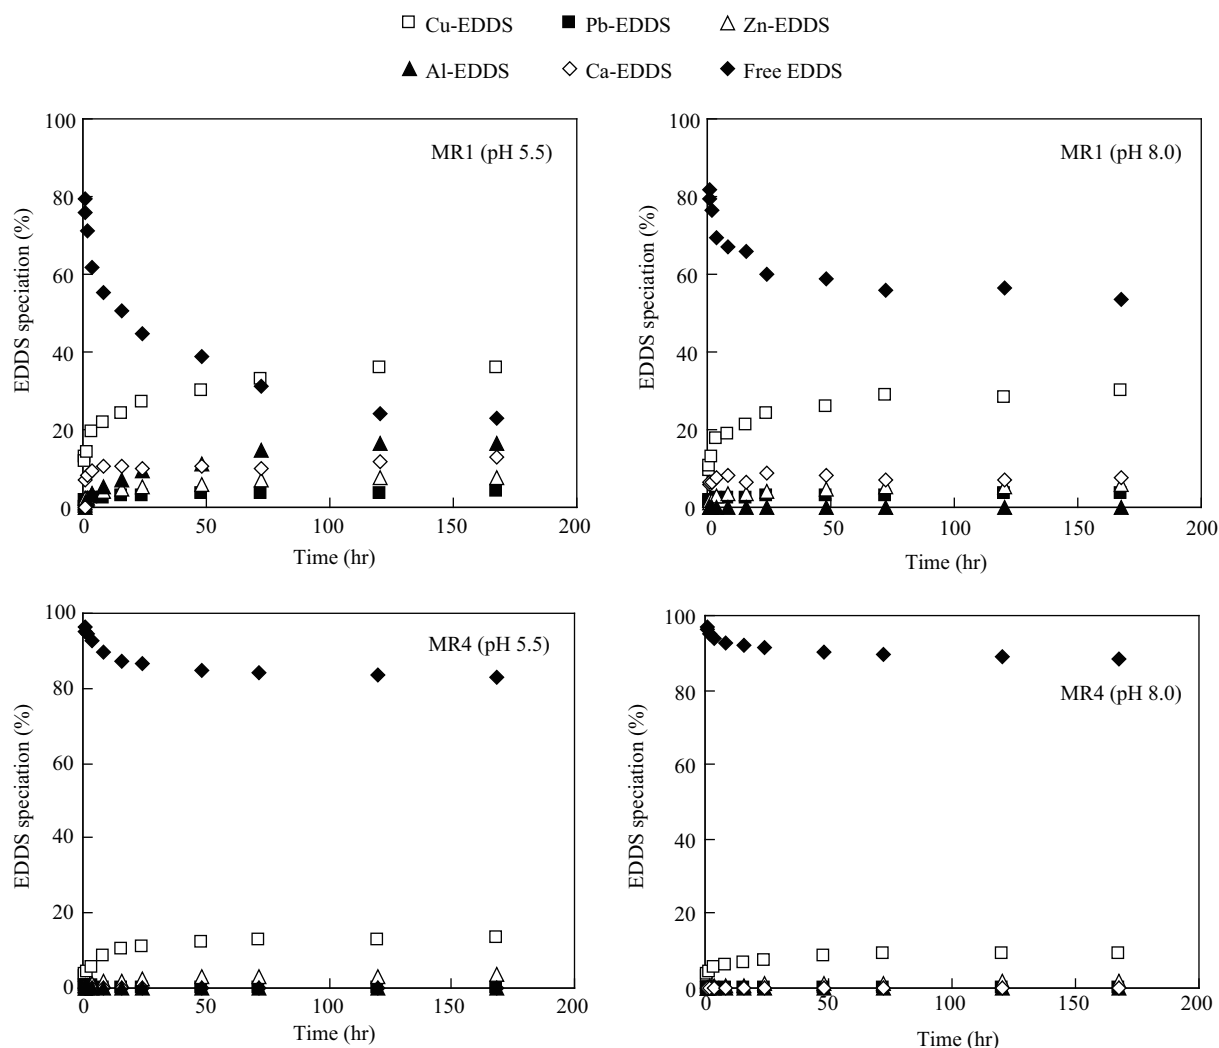 Cu-EDDS Pb-EDDS Zn-EDDS
Al-EDDS Ca-EDDS Free EDDS
MR1 (pH 5.5)
EDDS speciation (%)
100
80
60
40
20
0
0 50 100 150 200
Time (hr)
MR1 (pH 8.0)
EDDS speciation (%)
100
80
60
40
20
0
0 50 100 150 200
Time (hr)
MR4 (pH 5.5)
EDDS speciation (%)
100
80
60
40
20
0
0 50 100 150 200
Time (hr)
MR4 (pH 8.0)
EDDS speciation (%)
100
80
60
40
20
0
0 50 100 150 200
Time (hr)